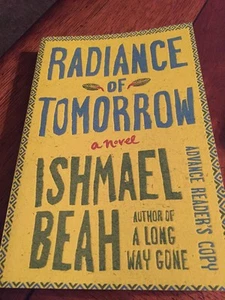 RADIANCE
OF
TOMORROW
a novel
ISHMAEL
BEAH
AUTHOR OF
A LONG
WAY GONE
ADVANCE READER'S COPY